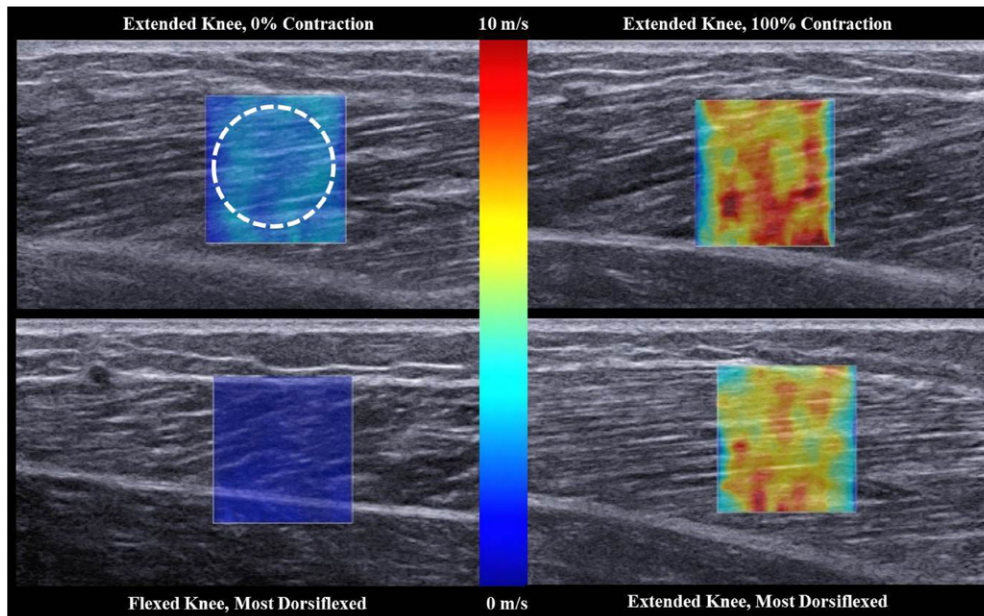 Extended Knee, 0% Contraction
10 m/s
Extended Knee, 100% Contraction
Flexed Knee, Most Dorsiflexed
0 m/s
Extended Knee, Most Dorsiflexed